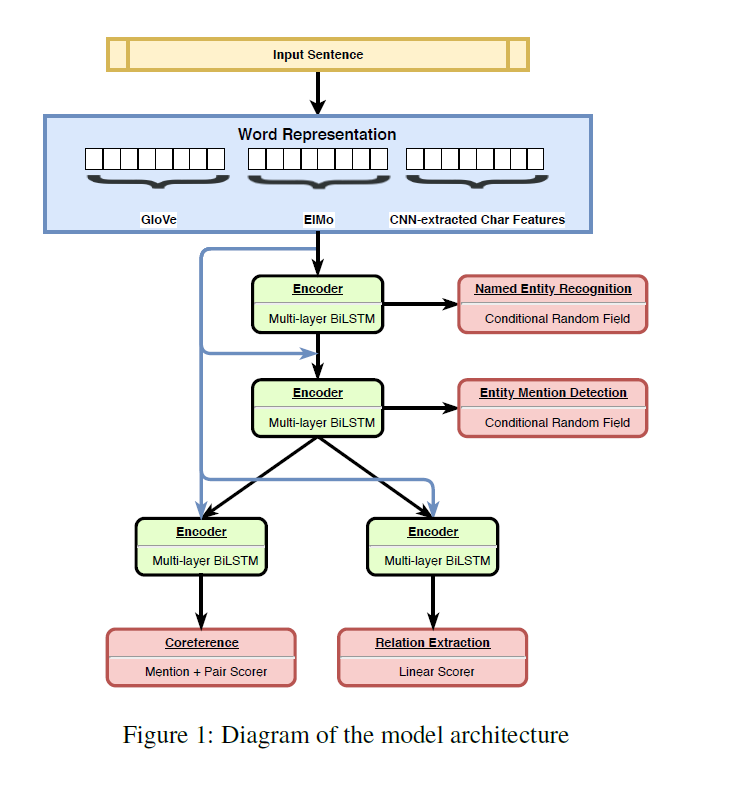 Input Sentence
Word Representation
GloVe
ElMo
CNN-extracted Char Features
Encoder
Multi-layer BiLSTM
Named Entity Recognition
Conditional Random Field
Encoder
Multi-layer BiLSTM
Entity Mention Detection
Conditional Random Field
Encoder
Multi-layer BiLSTM
Encoder
Multi-layer BiLSTM
Coreference
Mention + Pair Scorer
Relation Extraction
Linear Scorer
Figure 1: Diagram of the model architecture